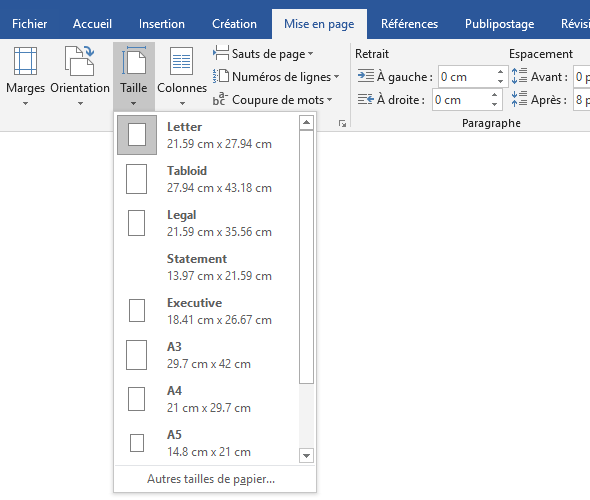 Fichier Accueil Insertion Création Mise en page Références Publipostage Révisi
Marges Orientation Taille Colonnes
Sauts de page
Numéros de lignes
Coupure de mots
Retrait Espacement
À gauche : 0 cm Avant : 0 p
À droite : 0 cm Après : 8 p
Paragraphe
Letter
21.59 cm x 27.94 cm
Tabloid
27.94 cm x 43.18 cm
Legal
21.59 cm x 35.56 cm
Statement
13.97 cm x 21.59 cm
Executive
18.41 cm x 26.67 cm
A3
29.7 cm x 42 cm
A4
21 cm x 29.7 cm
A5
14.8 cm x 21 cm
Autres tailles de papier...